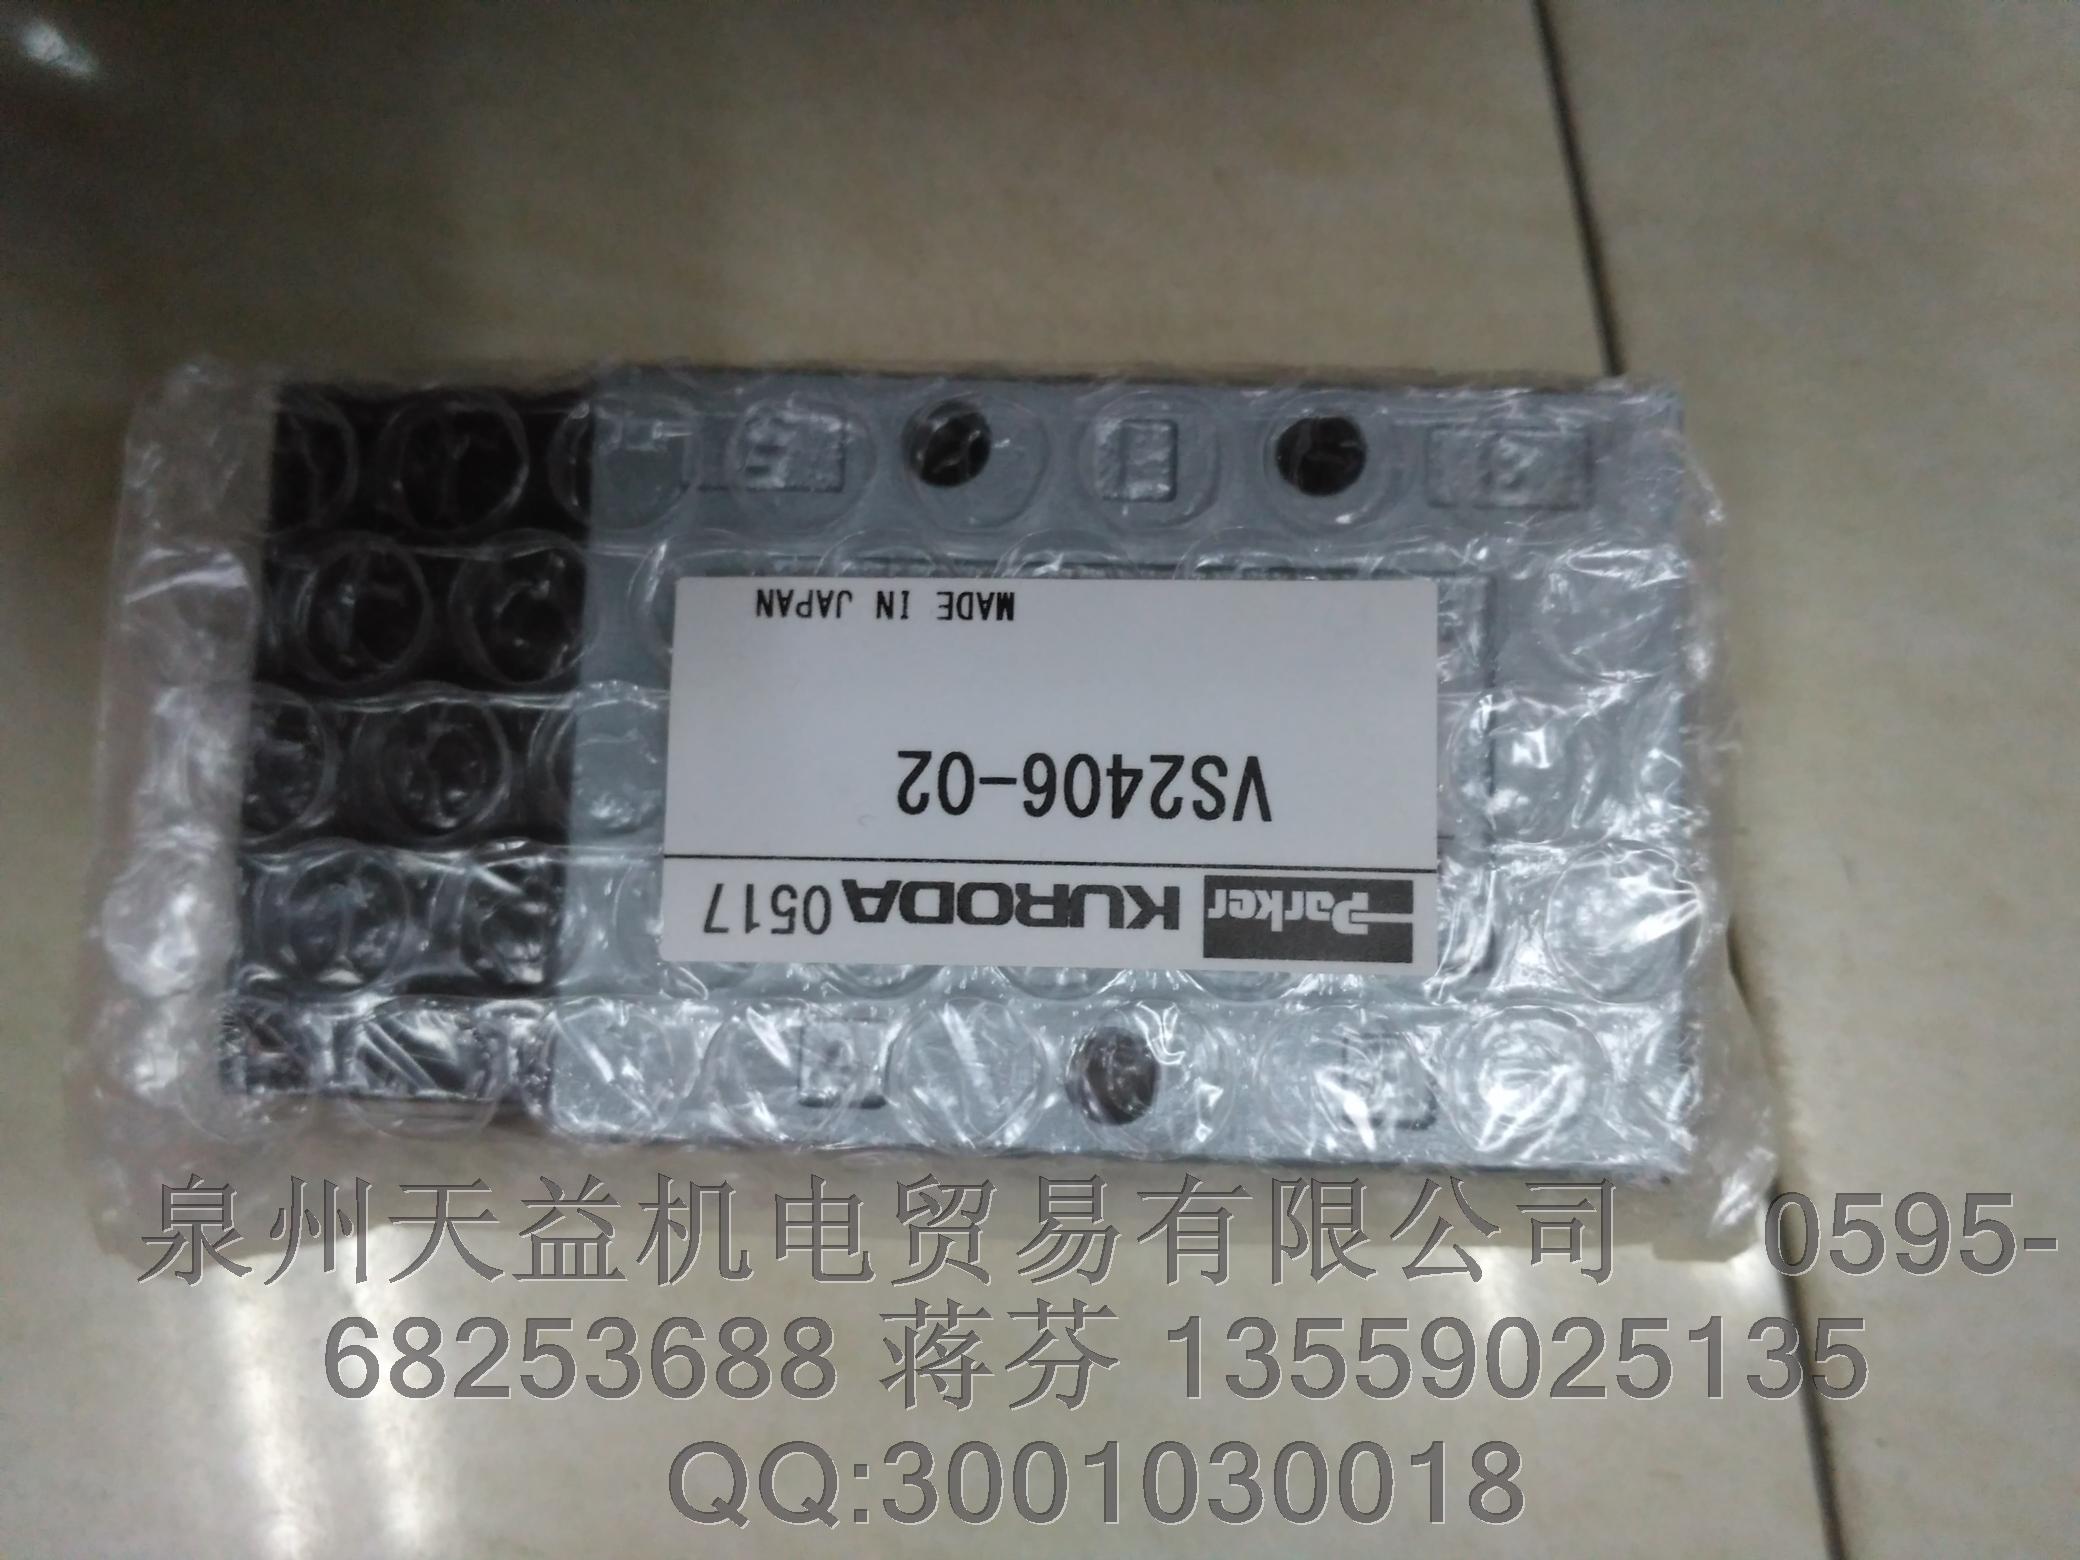 Parker KURODA 0517
VS2406-02
MADE IN JAPAN
泉州天益机电贸易有限公司 0595-
68253688 蒋芬 13559025135
QQ:3001030018